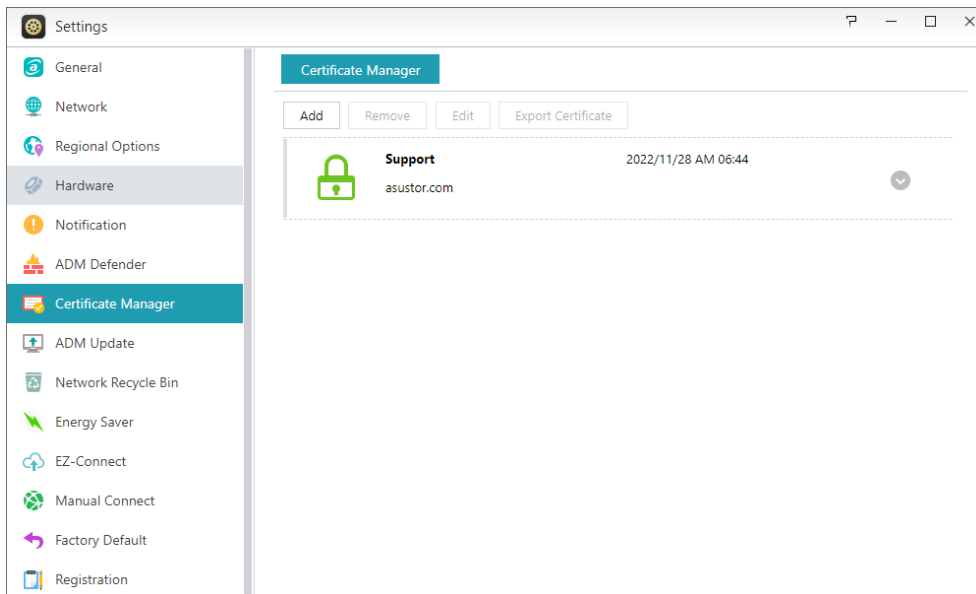 Settings
General
Network
Regional Options
Hardware
Notification
ADM Defender
Certificate Manager
ADM Update
Network Recycle Bin
Energy Saver
EZ-Connect
Manual Connect
Factory Default
Registration
Certificate Manager
Add Remove Edit Export Certificate
Support 2022/11/28 AM 06:44
asustor.com